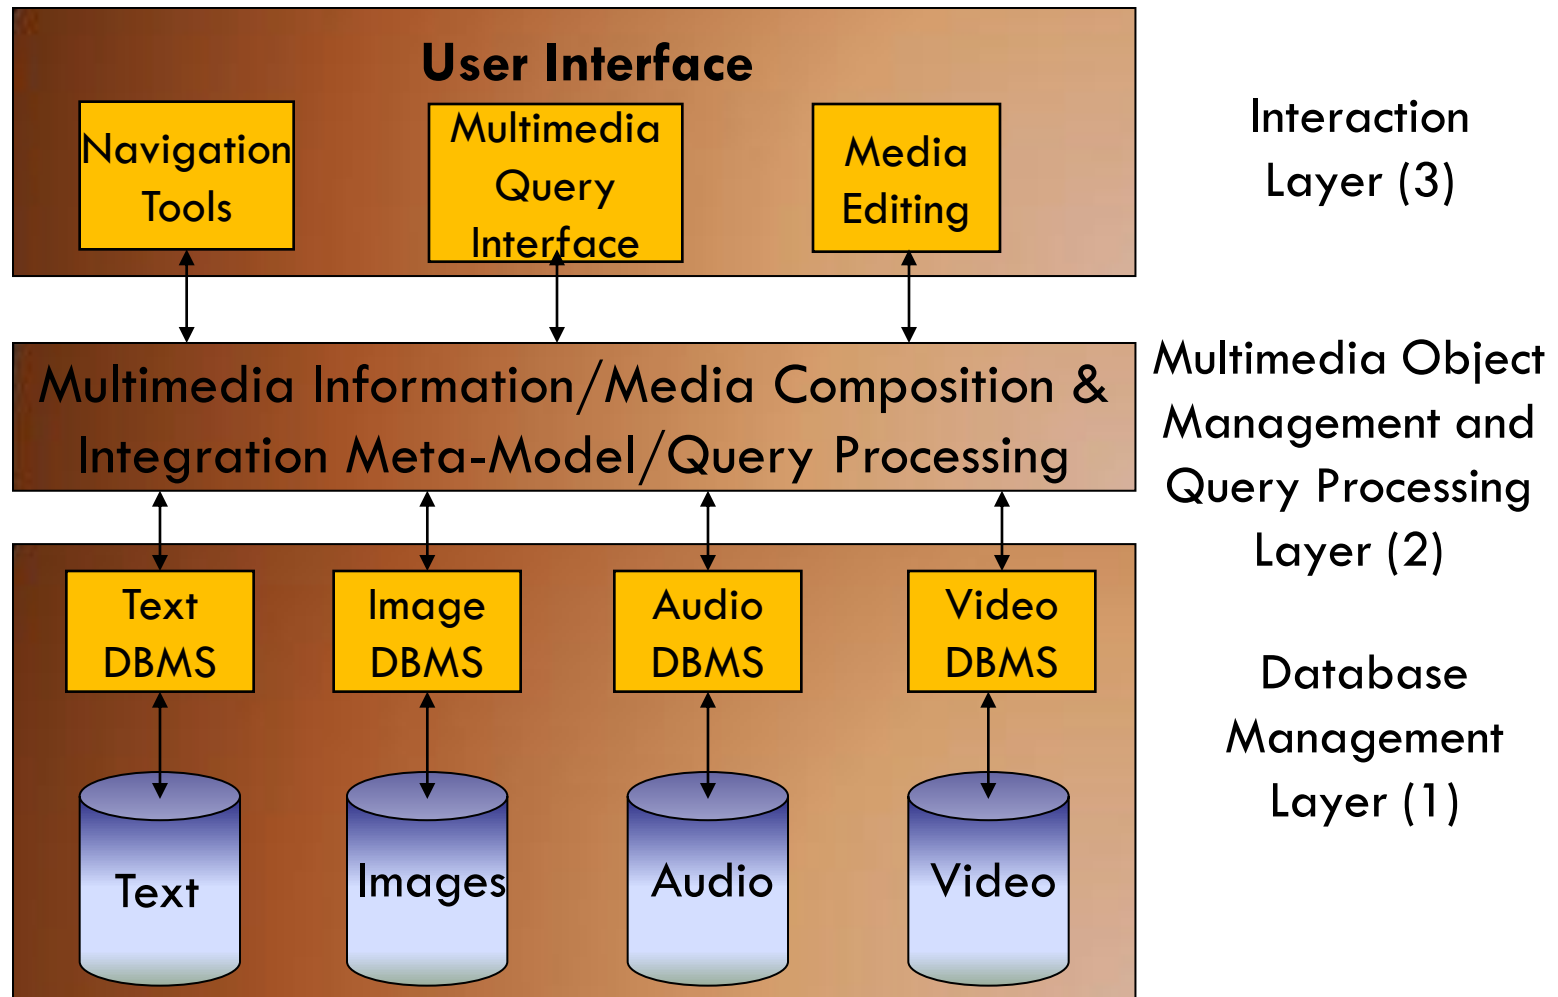 User Interface
Navigation
Tools
Multimedia
Query
Interface
Media
Editing
Interaction
Layer (3)
Multimedia Information/Media Composition &
Integration Meta-Model/Query Processing
Multimedia Object
Management and
Query Processing
Layer (2)
Text
DBMS
Image
DBMS
Audio
DBMS
Video
DBMS
Database
Management
Layer (1)
Text
Images
Audio
Video